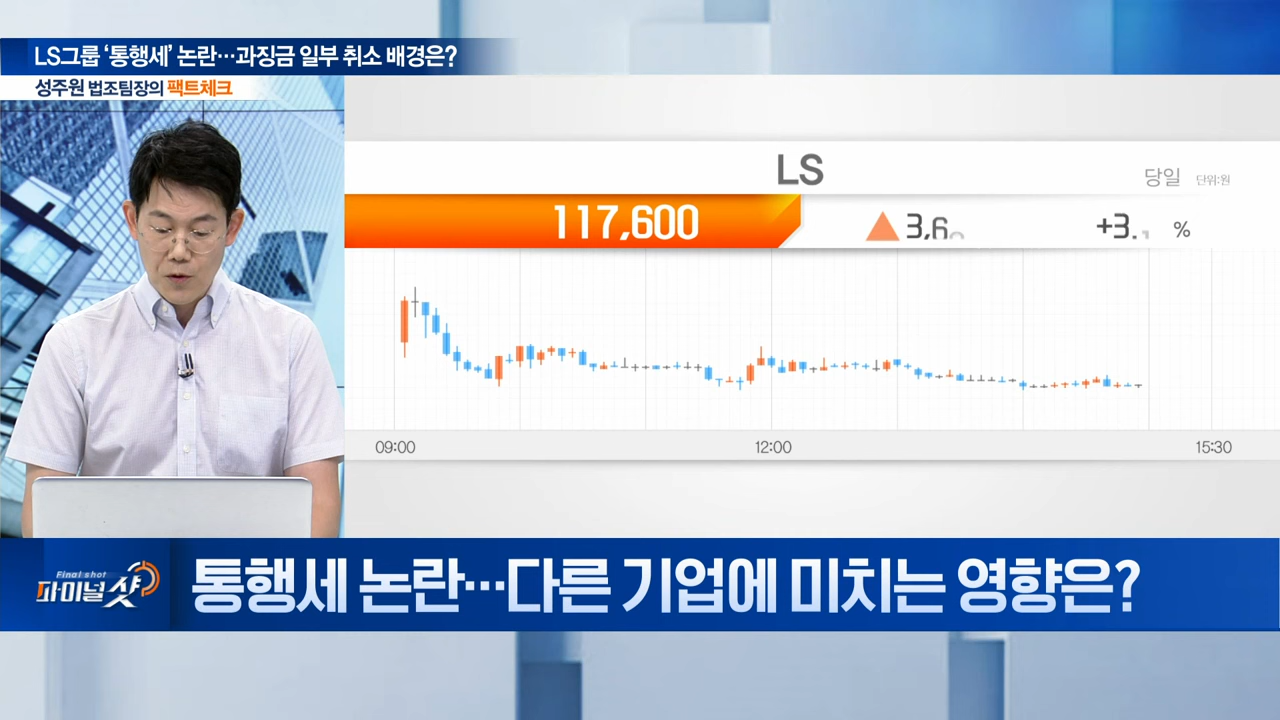 LS그룹 ‘통행세’ 논란…과징금 일부 취소 배경은?
성주원 법조팀장의 팩트체크
LS
당일 단위:원
117,600 ▲ %
09:00 12:00 15:30
Final shot
파이널샷
통행세 논란…다른 기업에 미치는 영향은?